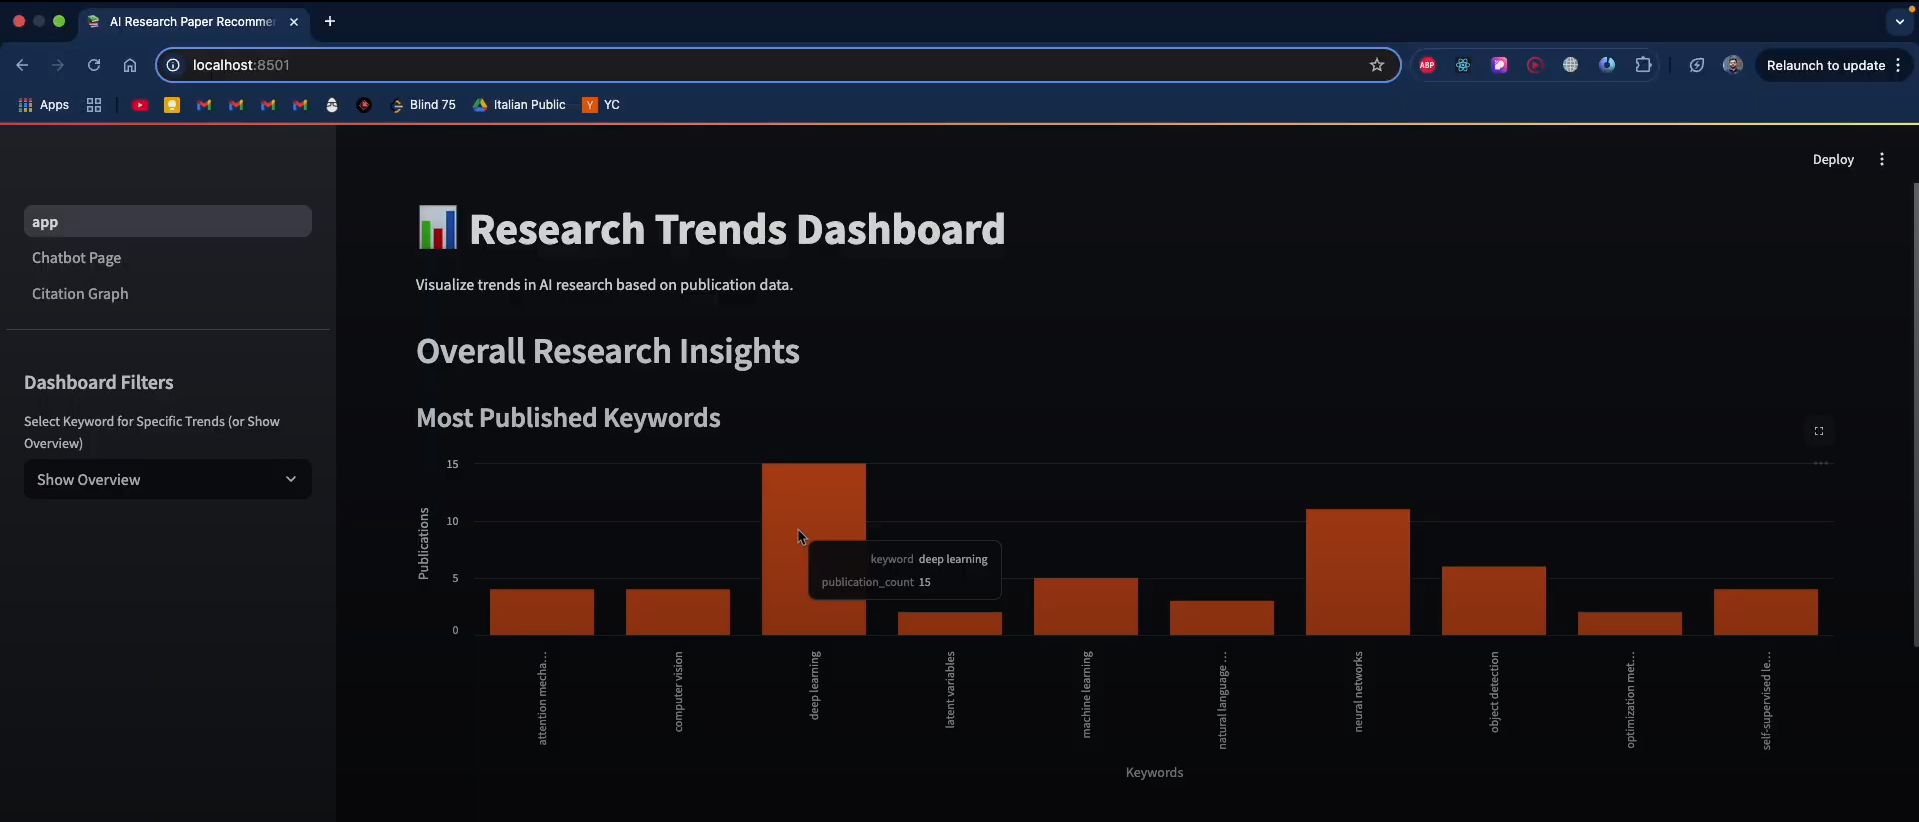 AI Research Paper Recommen
localhost:8501
Relaunch to update
Apps
Blind 75
Italian Public
YC
Deploy
app
Chatbot Page
Citation Graph
Dashboard Filters
Select Keyword for Specific Trends (or Show
Overview)
Show Overview
Research Trends Dashboard
Visualize trends in AI research based on publication data.
Overall Research Insights
Most Published Keywords
Publications
15
10
5
0
keyword deep learning
publication_count 15
attention mecha...
computer vision
deep learning
latent variables
machine learning
natural language ...
neural networks
object detection
optimization met...
self-supervised le...
Keywords
ABP
Y